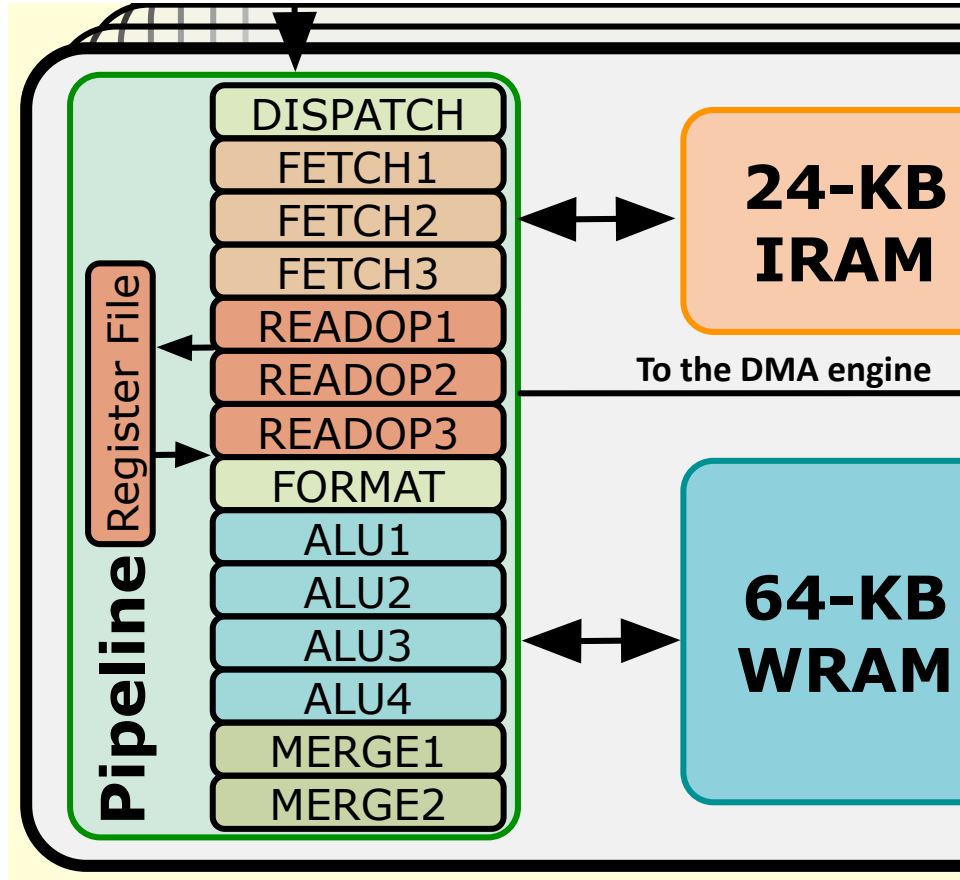 DISPATCH
FETCH1
FETCH2
FETCH3
READOP1
READOP2
READOP3
FORMAT
ALU1
ALU2
ALU3
ALU4
MERGE1
MERGE2
Register File
Pipeline
24-KB
IRAM
To the DMA engine
64-KB
WRAM